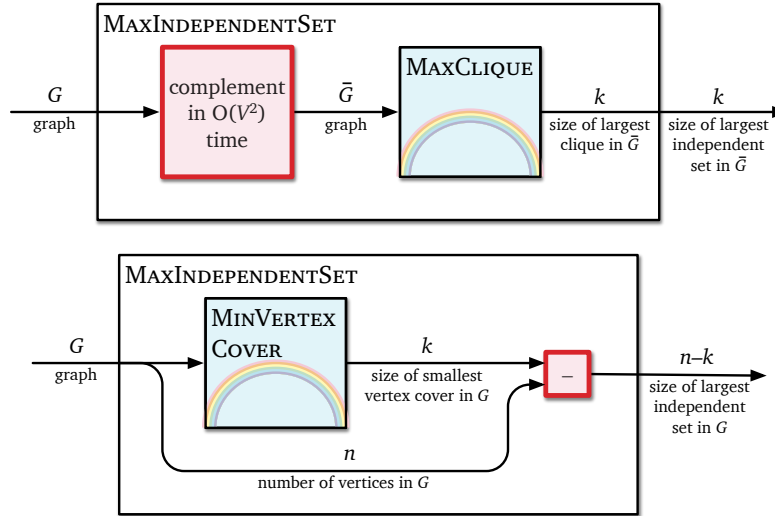 MAXINDEPENDENTSET
G
graph
complement
in O(V²)
time
Ḡ
graph
MAXCLIQUE
k
size of largest
clique in Ḡ
k
size of largest
independent
set in Ḡ
MAXINDEPENDENTSET
G
graph
MINVERTEX
COVER
k
size of smallest
vertex cover in G
n
number of vertices in G
–
n–k
size of largest
independent
set in G